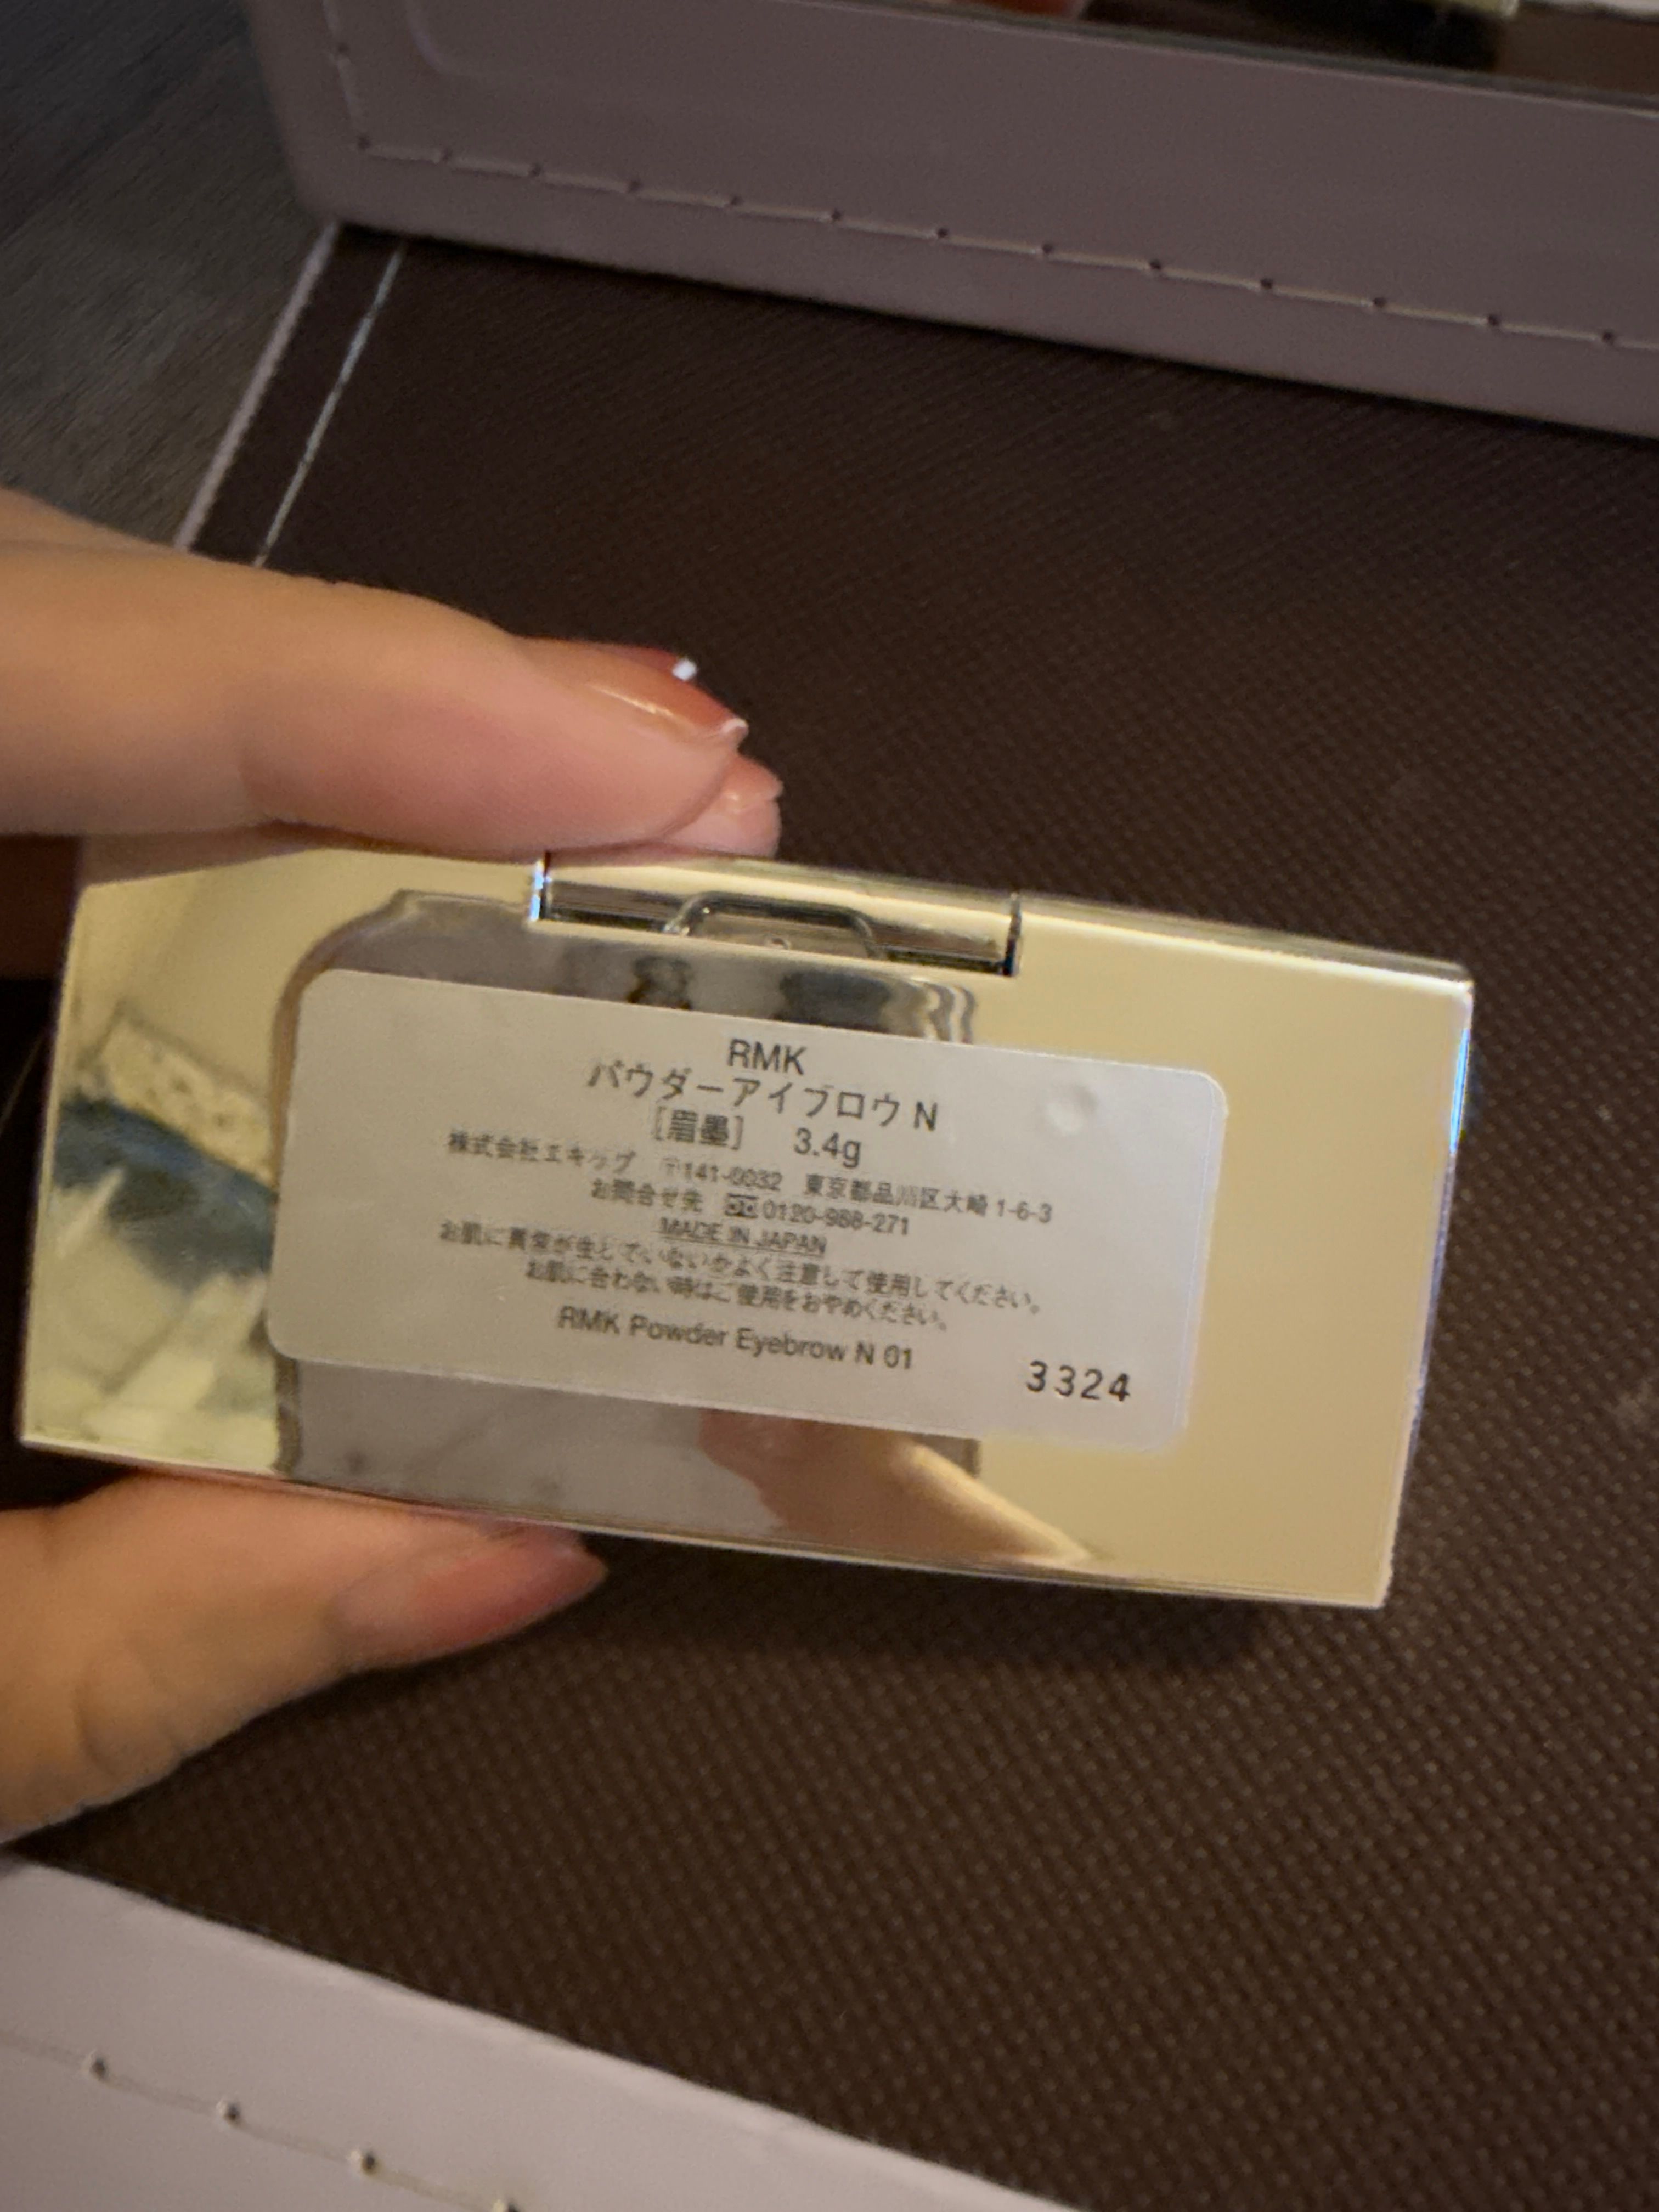 RMK
パウダーアイブロウ N
[眉墨] 3.4g
株式会社エキップ 〒141-0032 東京都品川区大崎 1-6-3
お問合せ先 0120-988-271
MADE IN JAPAN
お肌に異常が生じていないかよく注意して使用してください。
お肌に合わない時はご使用をおやめください。
RMK Powder Eyebrow N 01
3324